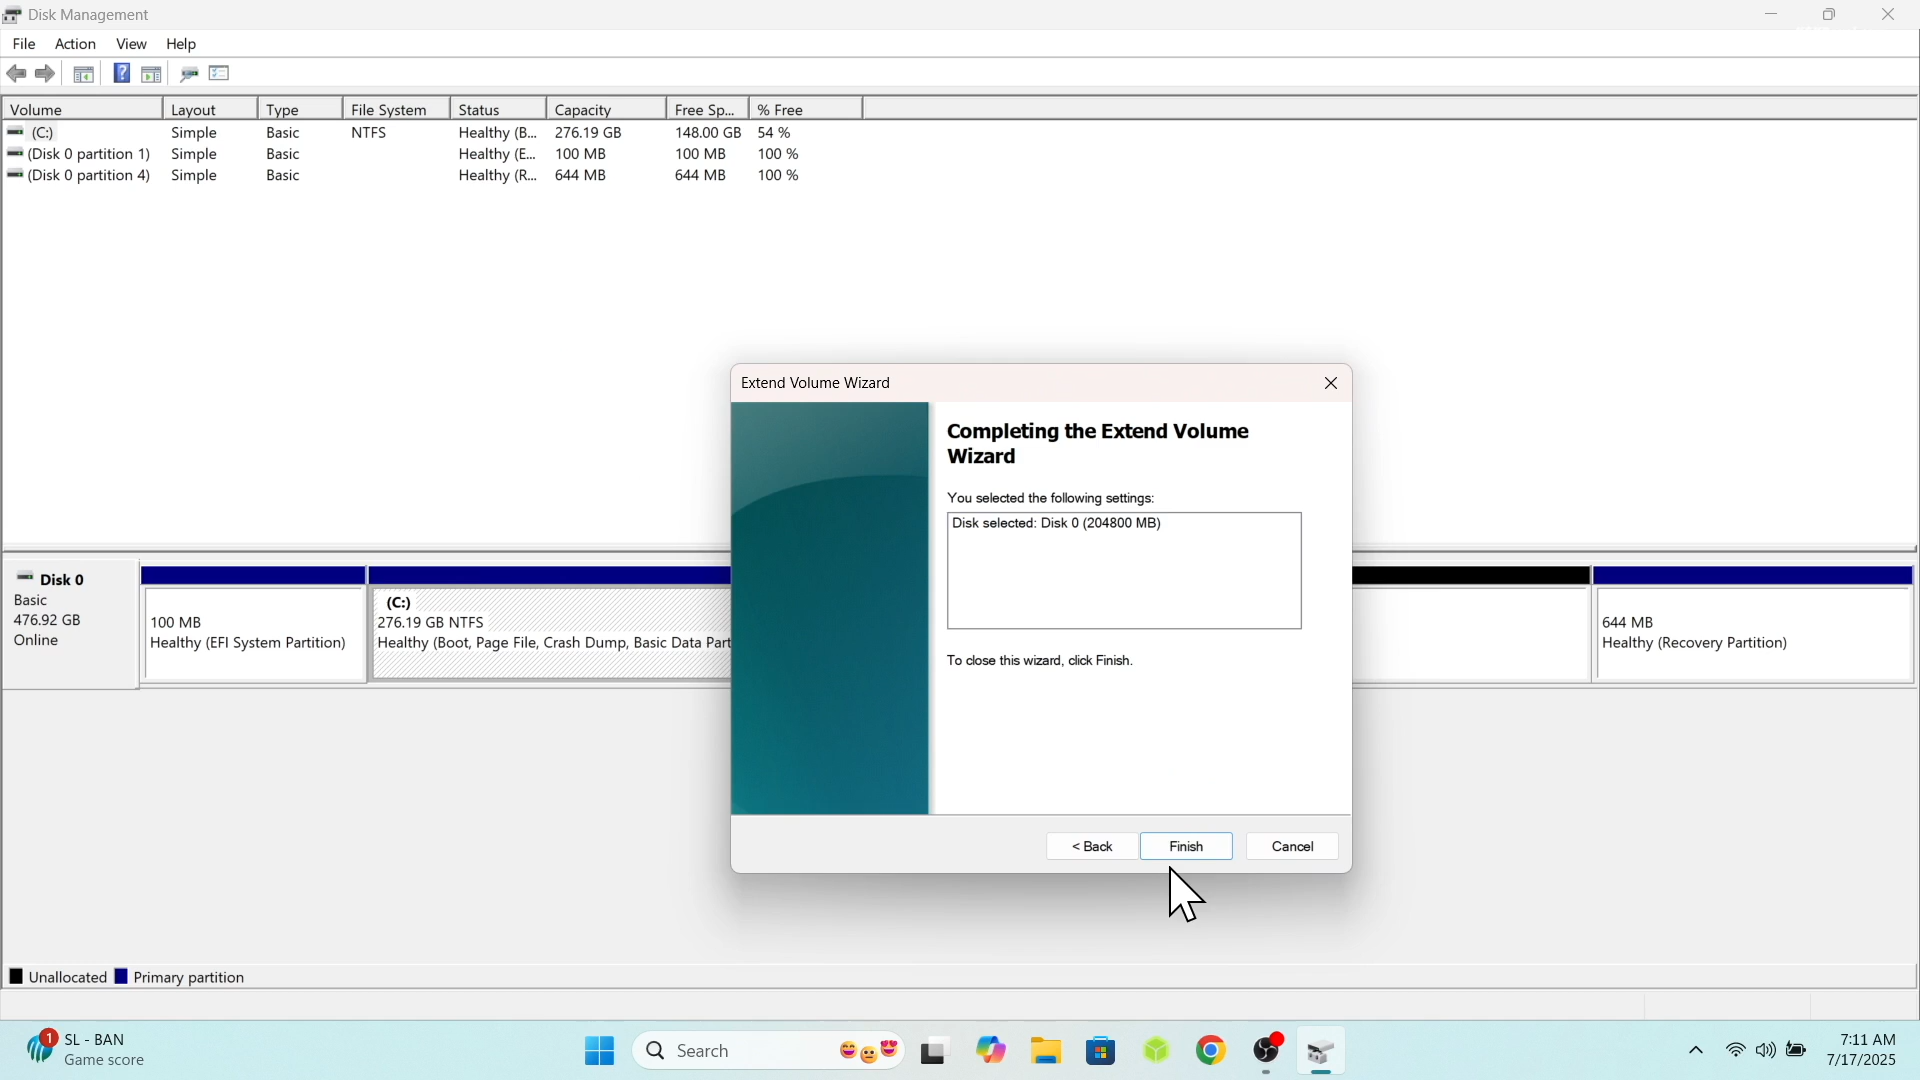 Disk Management
File Action View Help
Volume Layout Type File System Status Capacity Free Sp... % Free
(C:) Simple Basic NTFS Healthy (B... 276.19 GB 148.00 GB 54 %
(Disk 0 partition 1) Simple Basic Healthy (E... 100 MB 100 MB 100 %
(Disk 0 partition 4) Simple Basic Healthy (R... 644 MB 644 MB 100 %
Extend Volume Wizard
Completing the Extend Volume
Wizard
You selected the following settings:
Disk selected: Disk 0 (204800 MB)
To close this wizard, click Finish.
< Back Finish Cancel
Disk 0
Basic
476.92 GB
Online
100 MB
Healthy (EFI System Partition)
(C:)
276.19 GB NTFS
Healthy (Boot, Page File, Crash Dump, Basic Data Part
644 MB
Healthy (Recovery Partition)
Unallocated Primary partition
1
SL - BAN
Game score
Search
7:11 AM
7/17/2025